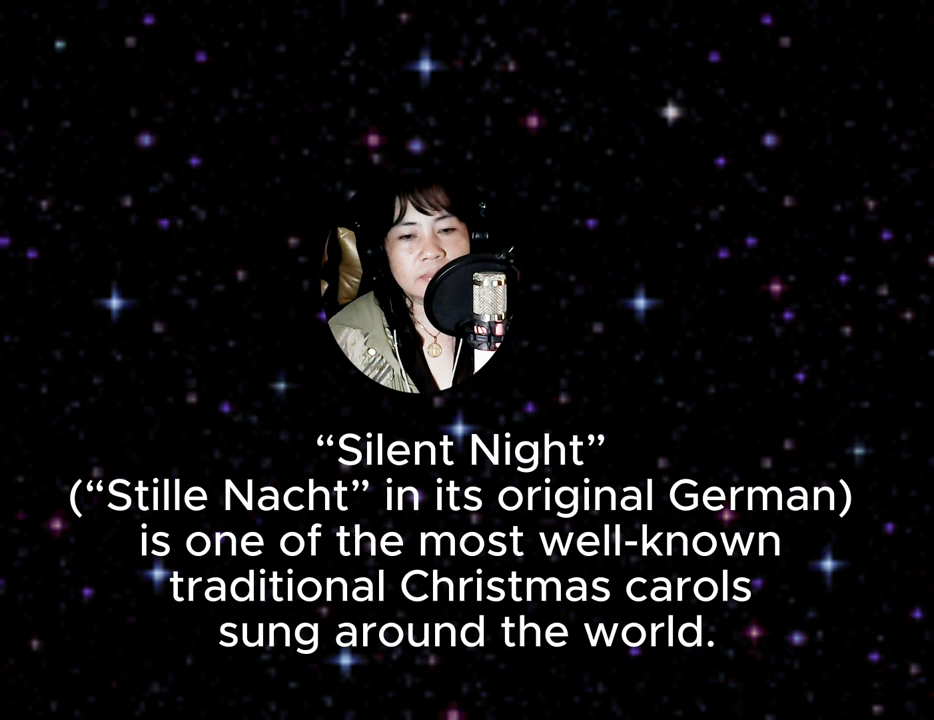 “Silent Night”
(“Stille Nacht” in its original German)
is one of the most well-known
traditional Christmas carols
sung around the world.